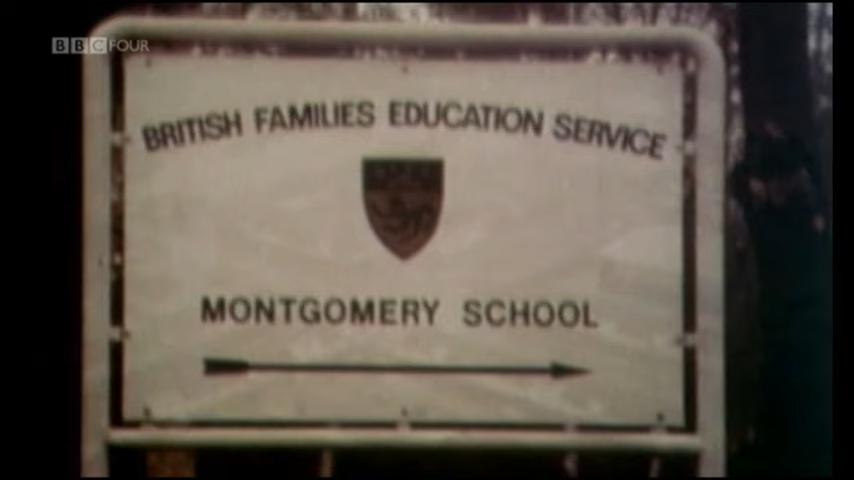 BBC FOUR
BRITISH FAMILIES EDUCATION SERVICE
MONTGOMERY SCHOOL